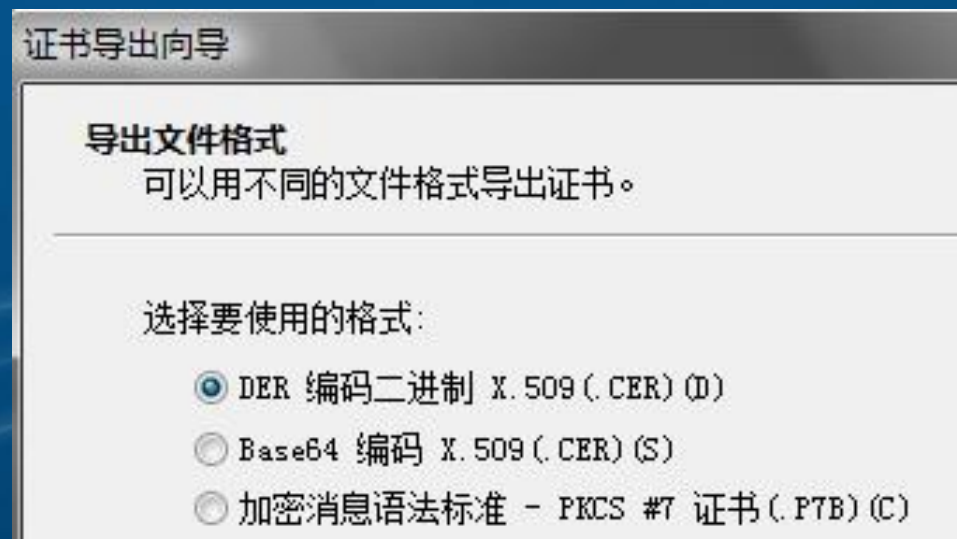 证书导出向导
导出文件格式
可以用不同的文件格式导出证书。
选择要使用的格式:
DER 编码二进制 X.509(.CER)(D)
Base64 编码 X.509(.CER)(S)
加密消息语法标准 - PKCS #7 证书(.P7B)(C)